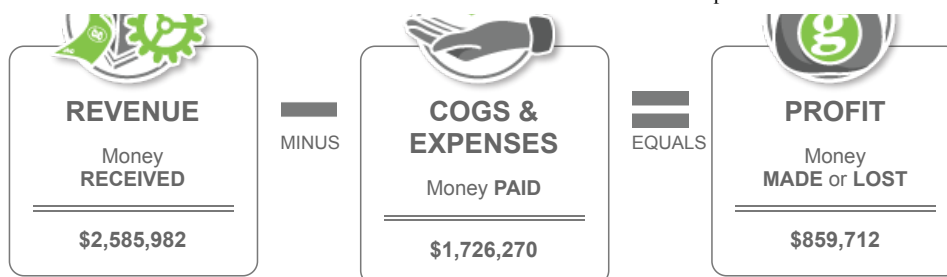 REVENUE
Money
RECEIVED
$2,585,982
MINUS
COGS &
EXPENSES
Money PAID
$1,726,270
EQUALS
PROFIT
Money
MADE or LOST
$859,712
g